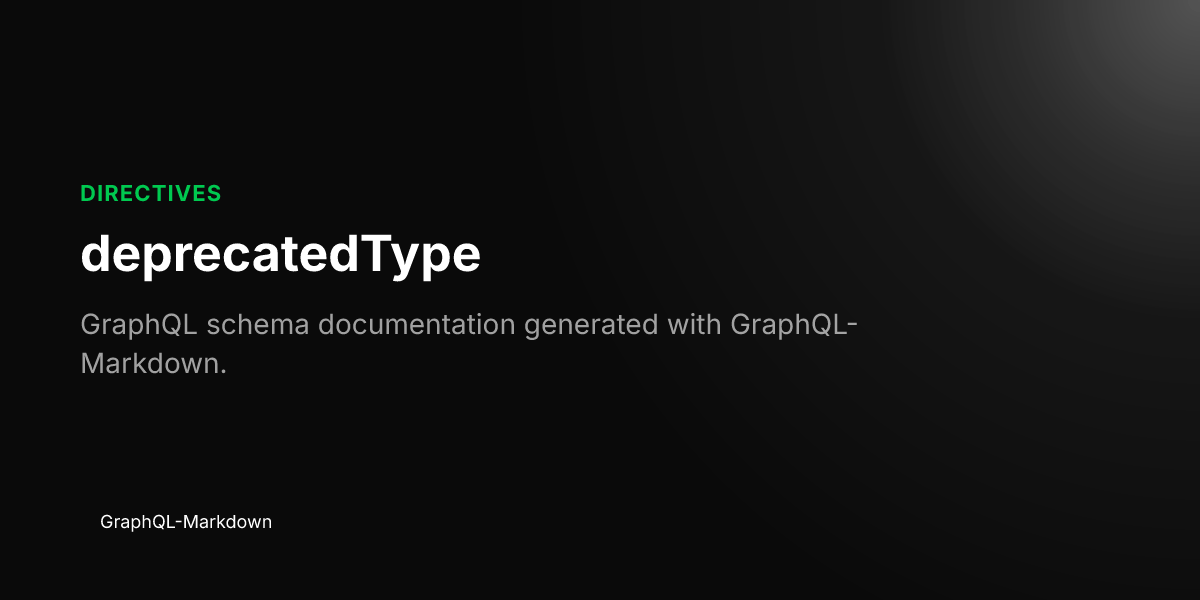 DIRECTIVES
deprecatedType
GraphQL schema documentation generated with GraphQL-
Markdown.
GraphQL-Markdown